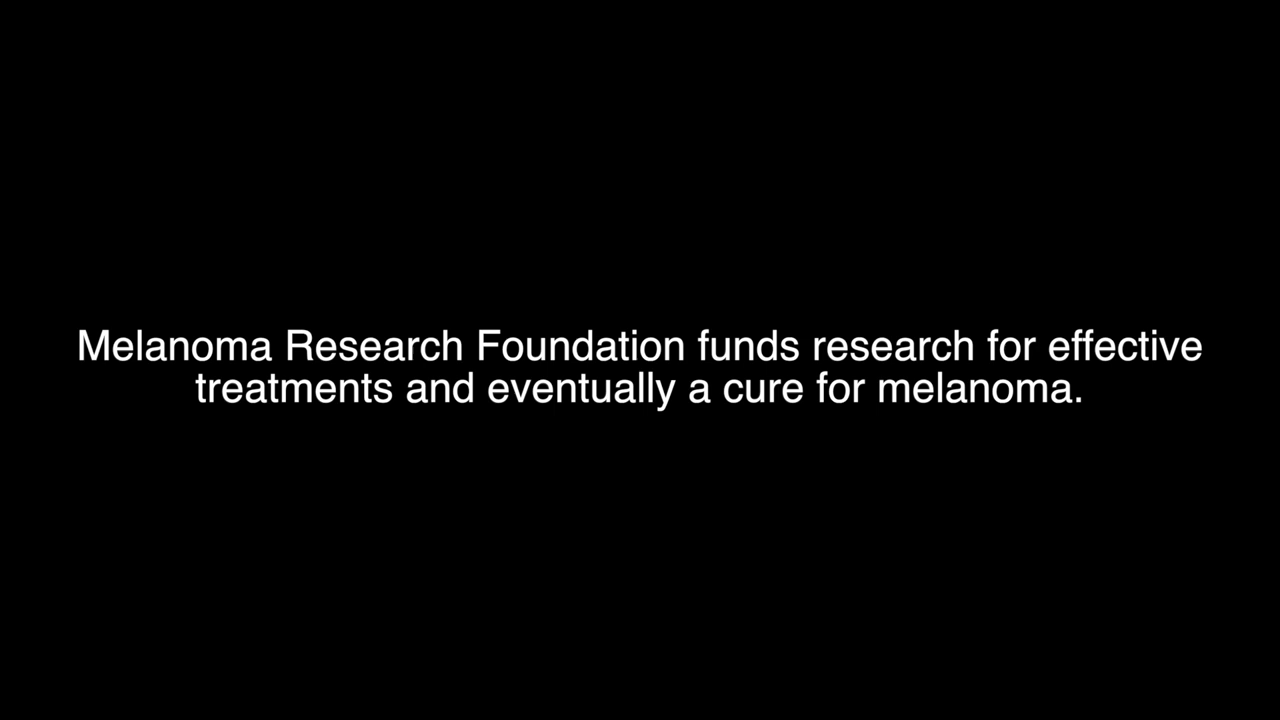 Melanoma Research Foundation funds research for effective
treatments and eventually a cure for melanoma.